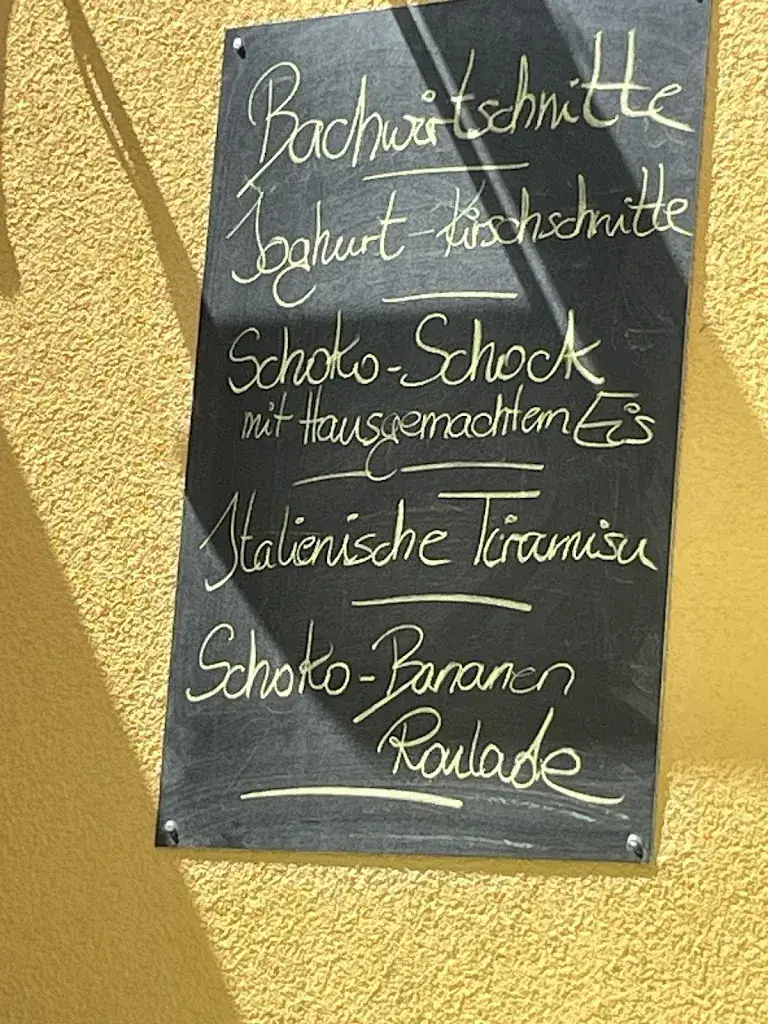 Bachwirtschnitte
Joghurt-Kirschschnitte
Schoko-Schock
mit Hausgemachtem Eis
Italienische Tiramisu
Schoko-Bananen
Roulade